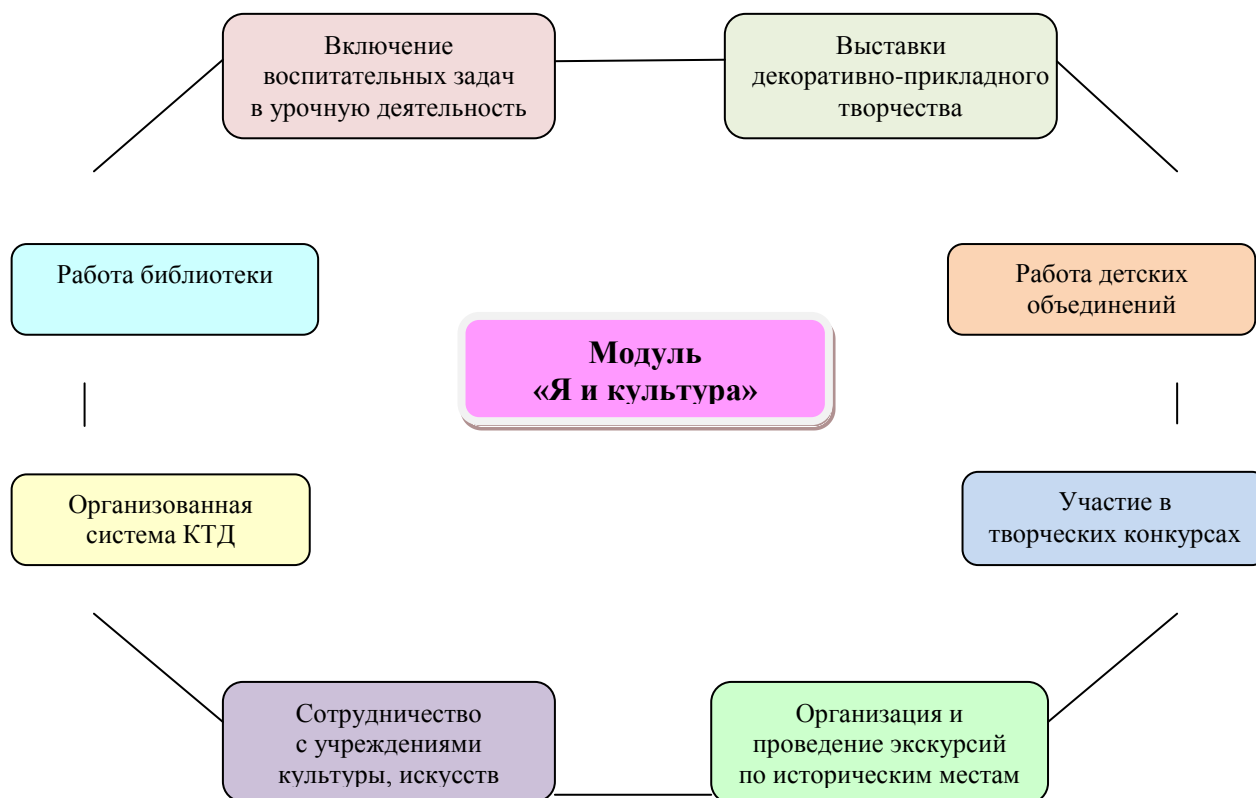 Включение
воспитательных задач
в урочную деятельность
Выставки
декоративно-прикладного
творчества
Работа библиотеки
Работа детских
объединений
Модуль
«Я и культура»
Организованная
система КТД
Участие в
творческих конкурсах
Сотрудничество
с учреждениями
культуры, искусств
Организация и
проведение экскурсий
по историческим местам